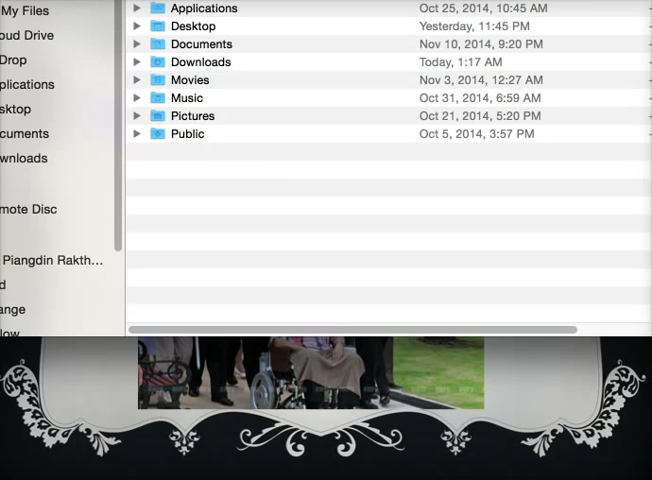 My Files
oud Drive
Drop
plications
sktop
cuments
wnloads
mote Disc
Piangdin Rakth...
d
ange
low
Applications Oct 25, 2014, 10:45 AM
Desktop Yesterday, 11:45 PM
Documents Nov 10, 2014, 9:20 PM
Downloads Today, 1:17 AM
Movies Nov 3, 2014, 12:27 AM
Music Oct 31, 2014, 6:59 AM
Pictures Oct 21, 2014, 5:20 PM
Public Oct 5, 2014, 3:57 PM